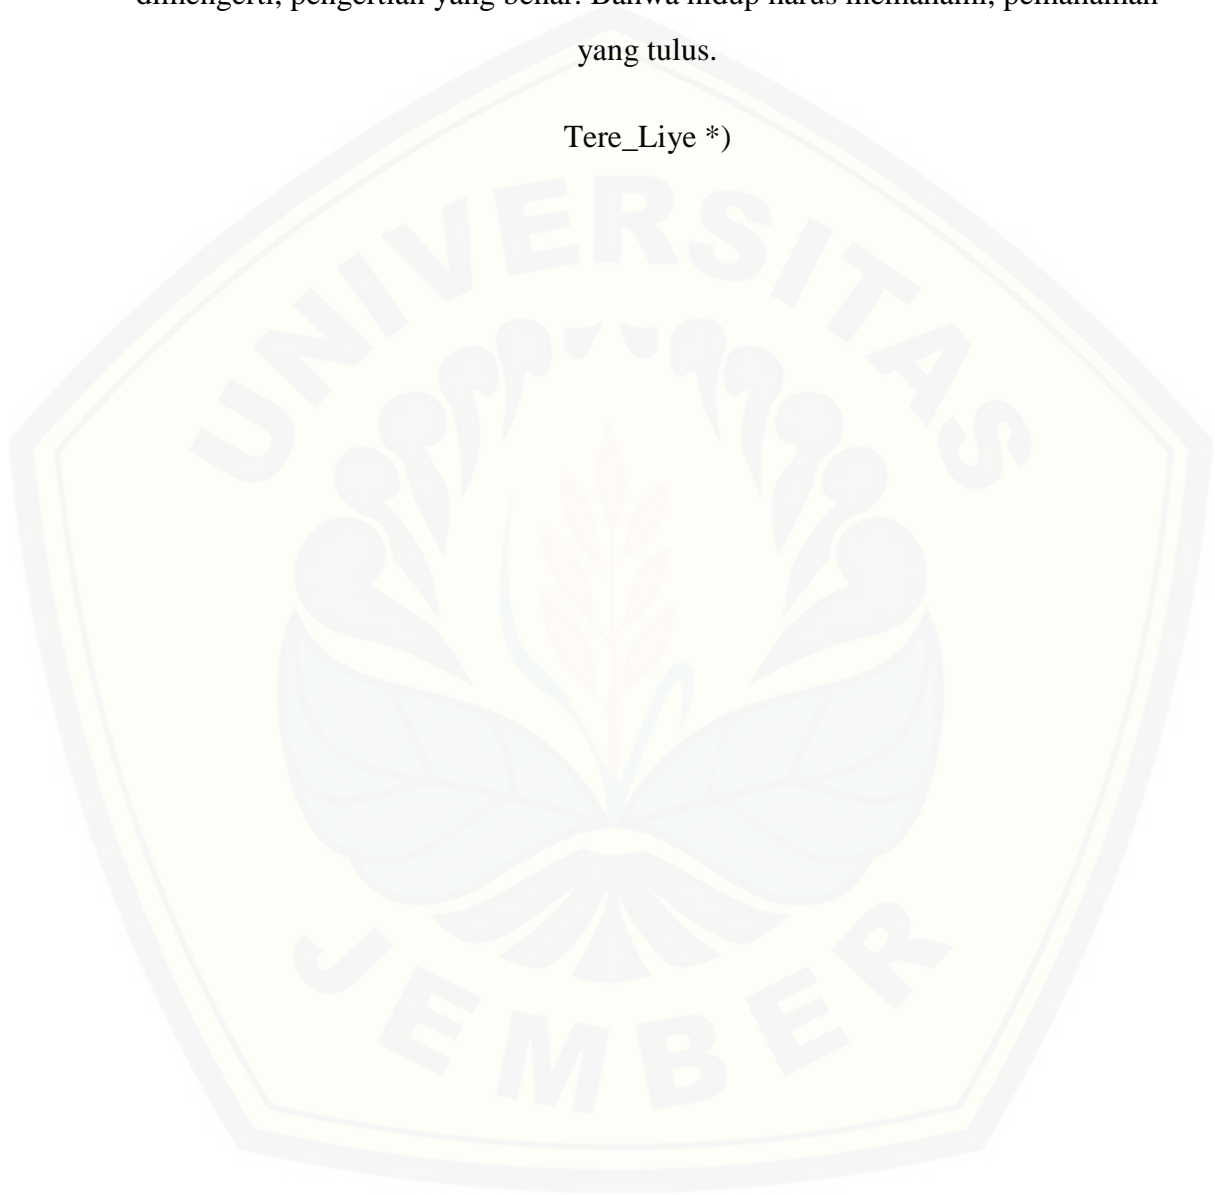 dimengerti, pengertian yang benar. Bahwa hidup harus memahami, pemahaman
yang tulus.
Tere_Liye *)
UNIVERSITAS
JEMBER